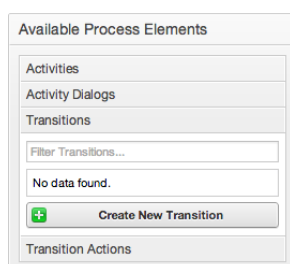 Available Process Elements
Activities
Activity Dialogs
Transitions
Filter Transitions...
No data found.
Create New Transition
Transition Actions